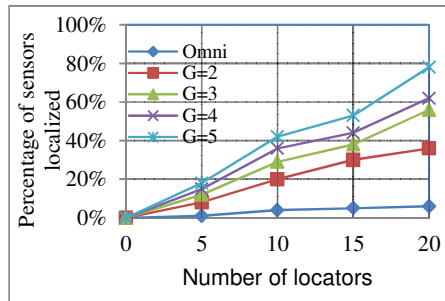 100%
80%
60%
40%
20%
0%
Percentage of sensors
localized
Omni
G=2
G=3
G=4
G=5
0 5 10 15 20
Number of locators